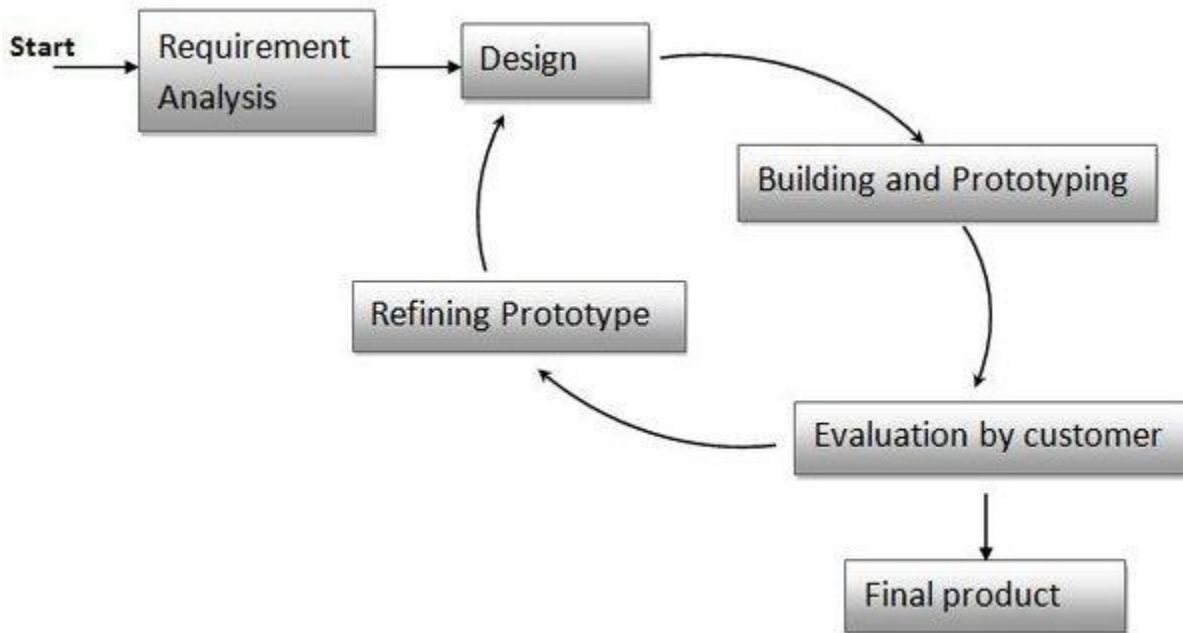 Start
Requirement
Analysis
Design
Building and Prototyping
Refining Prototype
Evaluation by customer
Final product